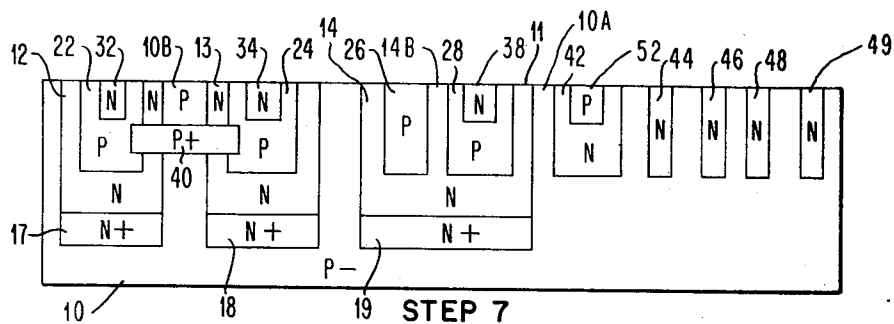 12 22 32 10B 13 34 24 14 26 14B 28 38 11 10A 42 52 44 46 48 49
N N P N N N P
P P+ P P P N N N N N
40
N N N
17 N+ N+ N+
P-
10 18 19 STEP 7